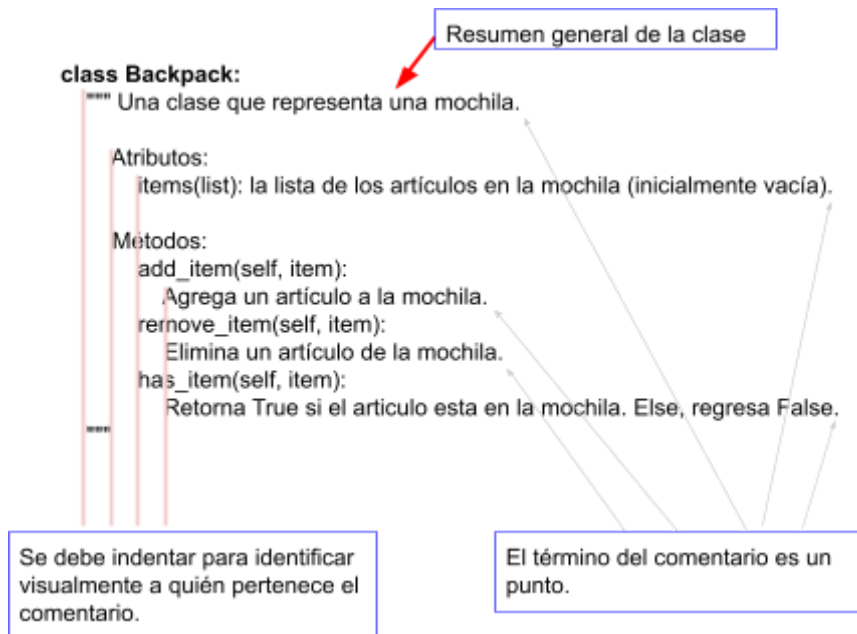 Resumen general de la clase
class Backpack:
""" Una clase que representa una mochila.
Atributos:
items(list): la lista de los artículos en la mochila (inicialmente vacía).
Métodos:
add_item(self, item):
Agrega un artículo a la mochila.
remove_item(self, item):
Elimina un artículo de la mochila.
has_item(self, item):
Retorna True si el articulo esta en la mochila. Else, regresa False.
"""
Se debe indentar para identificar
visualmente a quién pertenece el
comentario.
El término del comentario es un
punto.